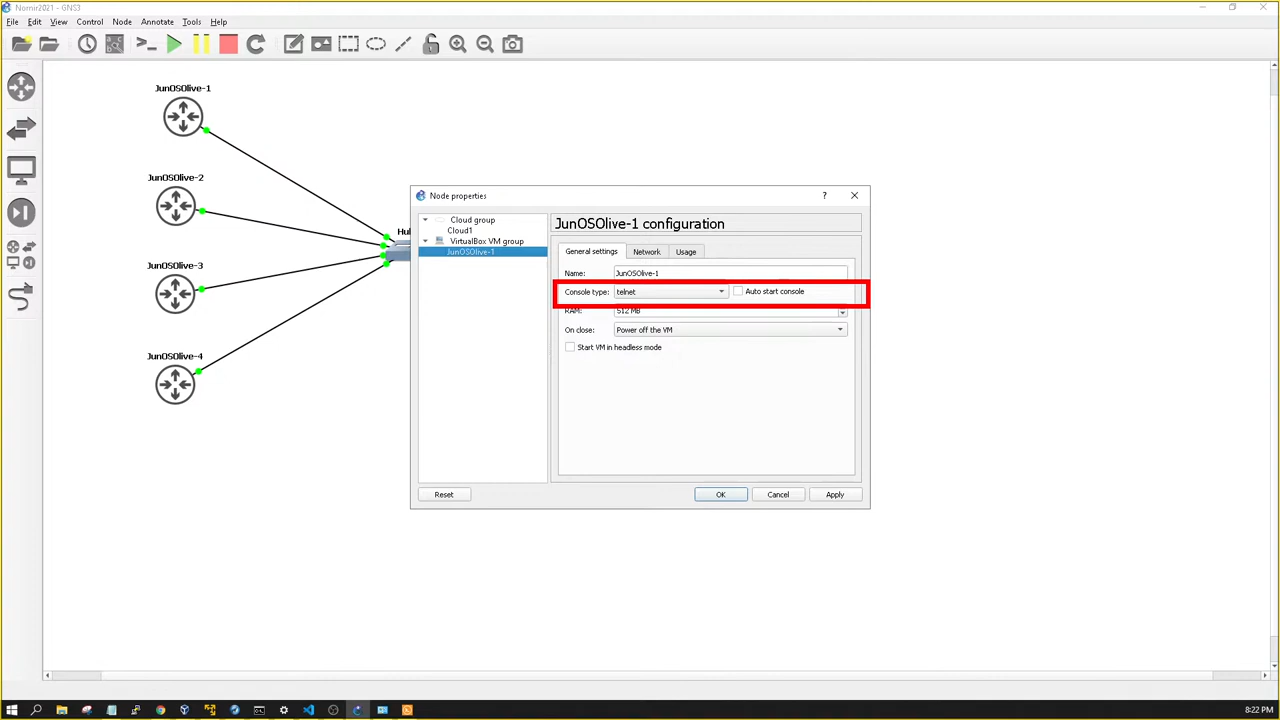 Nornir2021 - GNS3
File Edit View Control Node Annotate Tools Help
JunOSOlive-1
JunOSOlive-2
JunOSOlive-3
JunOSOlive-4
Hu
Node properties
?
Cloud group
Cloud1
VirtualBox VM group
JunOSOlive-1
JunOSOlive-1 configuration
General settings Network Usage
Name: JunOSOlive-1
Console type: telnet Auto start console
RAM: 512 MB
On close: Power off the VM
Start VM in headless mode
Reset OK Cancel Apply
8:22 PM